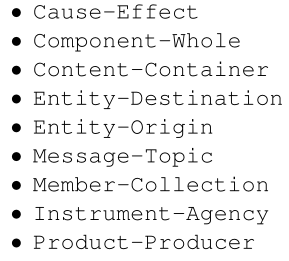 • Cause-Effect
• Component-Whole
• Content-Container
• Entity-Destination
• Entity-Origin
• Message-Topic
• Member-Collection
• Instrument-Agency
• Product-Producer